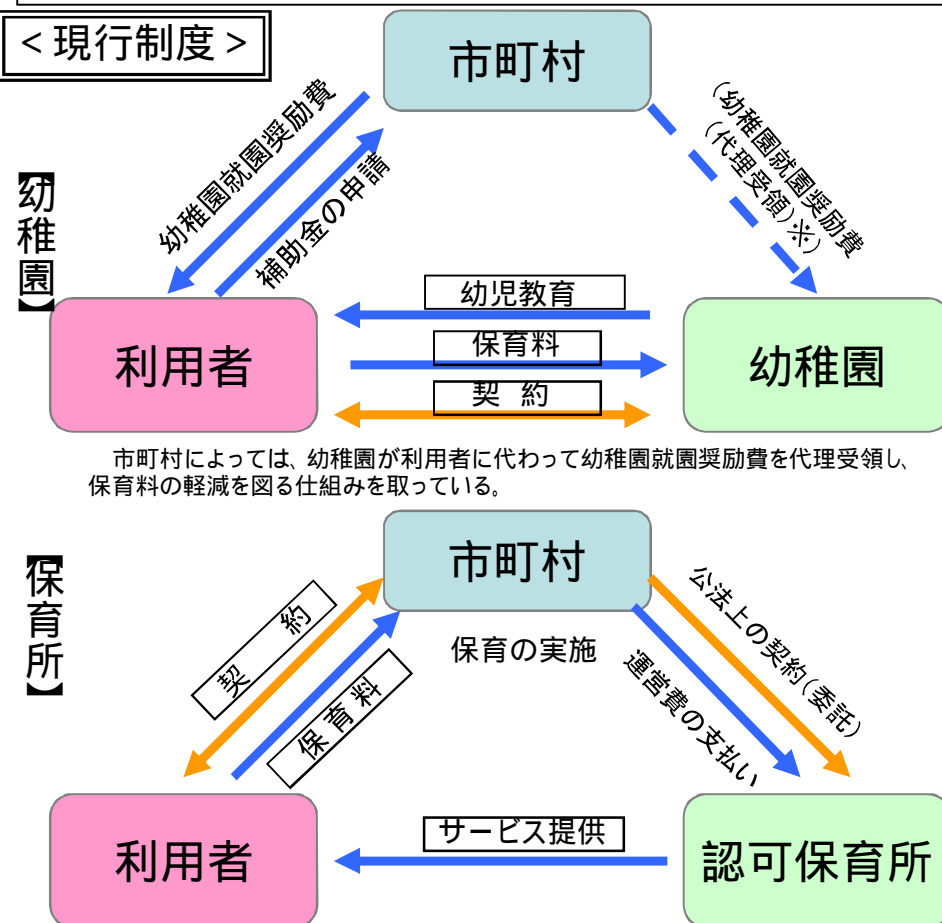 <現行制度>
市町村
【幼稚園】
幼稚園就園奨励費
補助金の申請
(幼稚園就園奨励費
(代理受領)※)
幼児教育
保育料
契 約
利用者
幼稚園
市町村によっては、幼稚園が利用者に代わって幼稚園就園奨励費を代理受領し、
保育料の軽減を図る仕組みを取っている。
【保育所】
市町村
保育の実施
契 約
保育料
公法上の契約(委託)
運営費の支払い
サービス提供
利用者
認可保育所